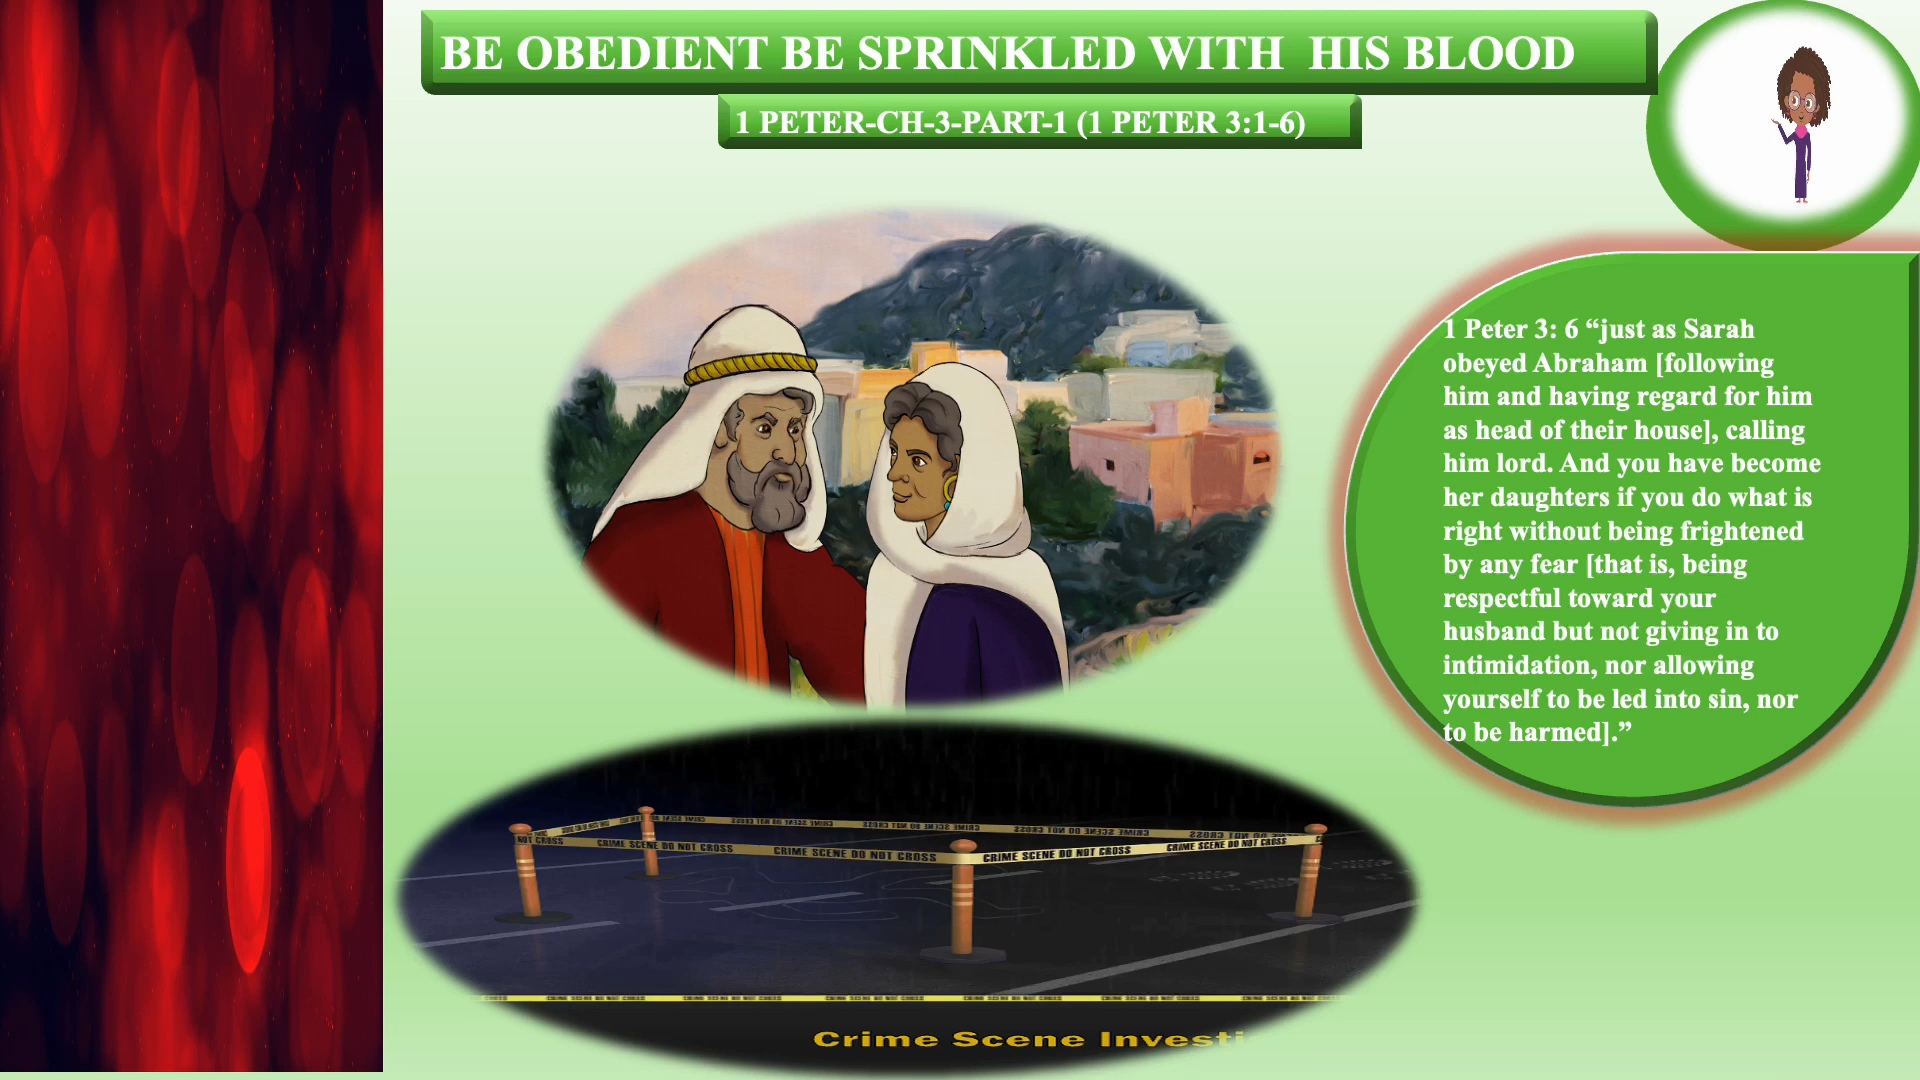 BE OBEDIENT BE SPRINKLED WITH HIS BLOOD
1 PETER-CH-3-PART-1 (1 PETER 3:1-6)
1 Peter 3: 6 “just as Sarah
obeyed Abraham [following
him and having regard for him
as head of their house], calling
him lord. And you have become
her daughters if you do what is
right without being frightened
by any fear [that is, being
respectful toward your
husband but not giving in to
intimidation, nor allowing
yourself to be led into sin, nor
to be harmed].”
NOT CROSS CRIME SCENE DO NOT CROSS CRIME SCENE DO NOT CROSS CRIME SCENE DO NOT CROSS CRIME SCENE DO NOT CROSS
Crime Scene Investi